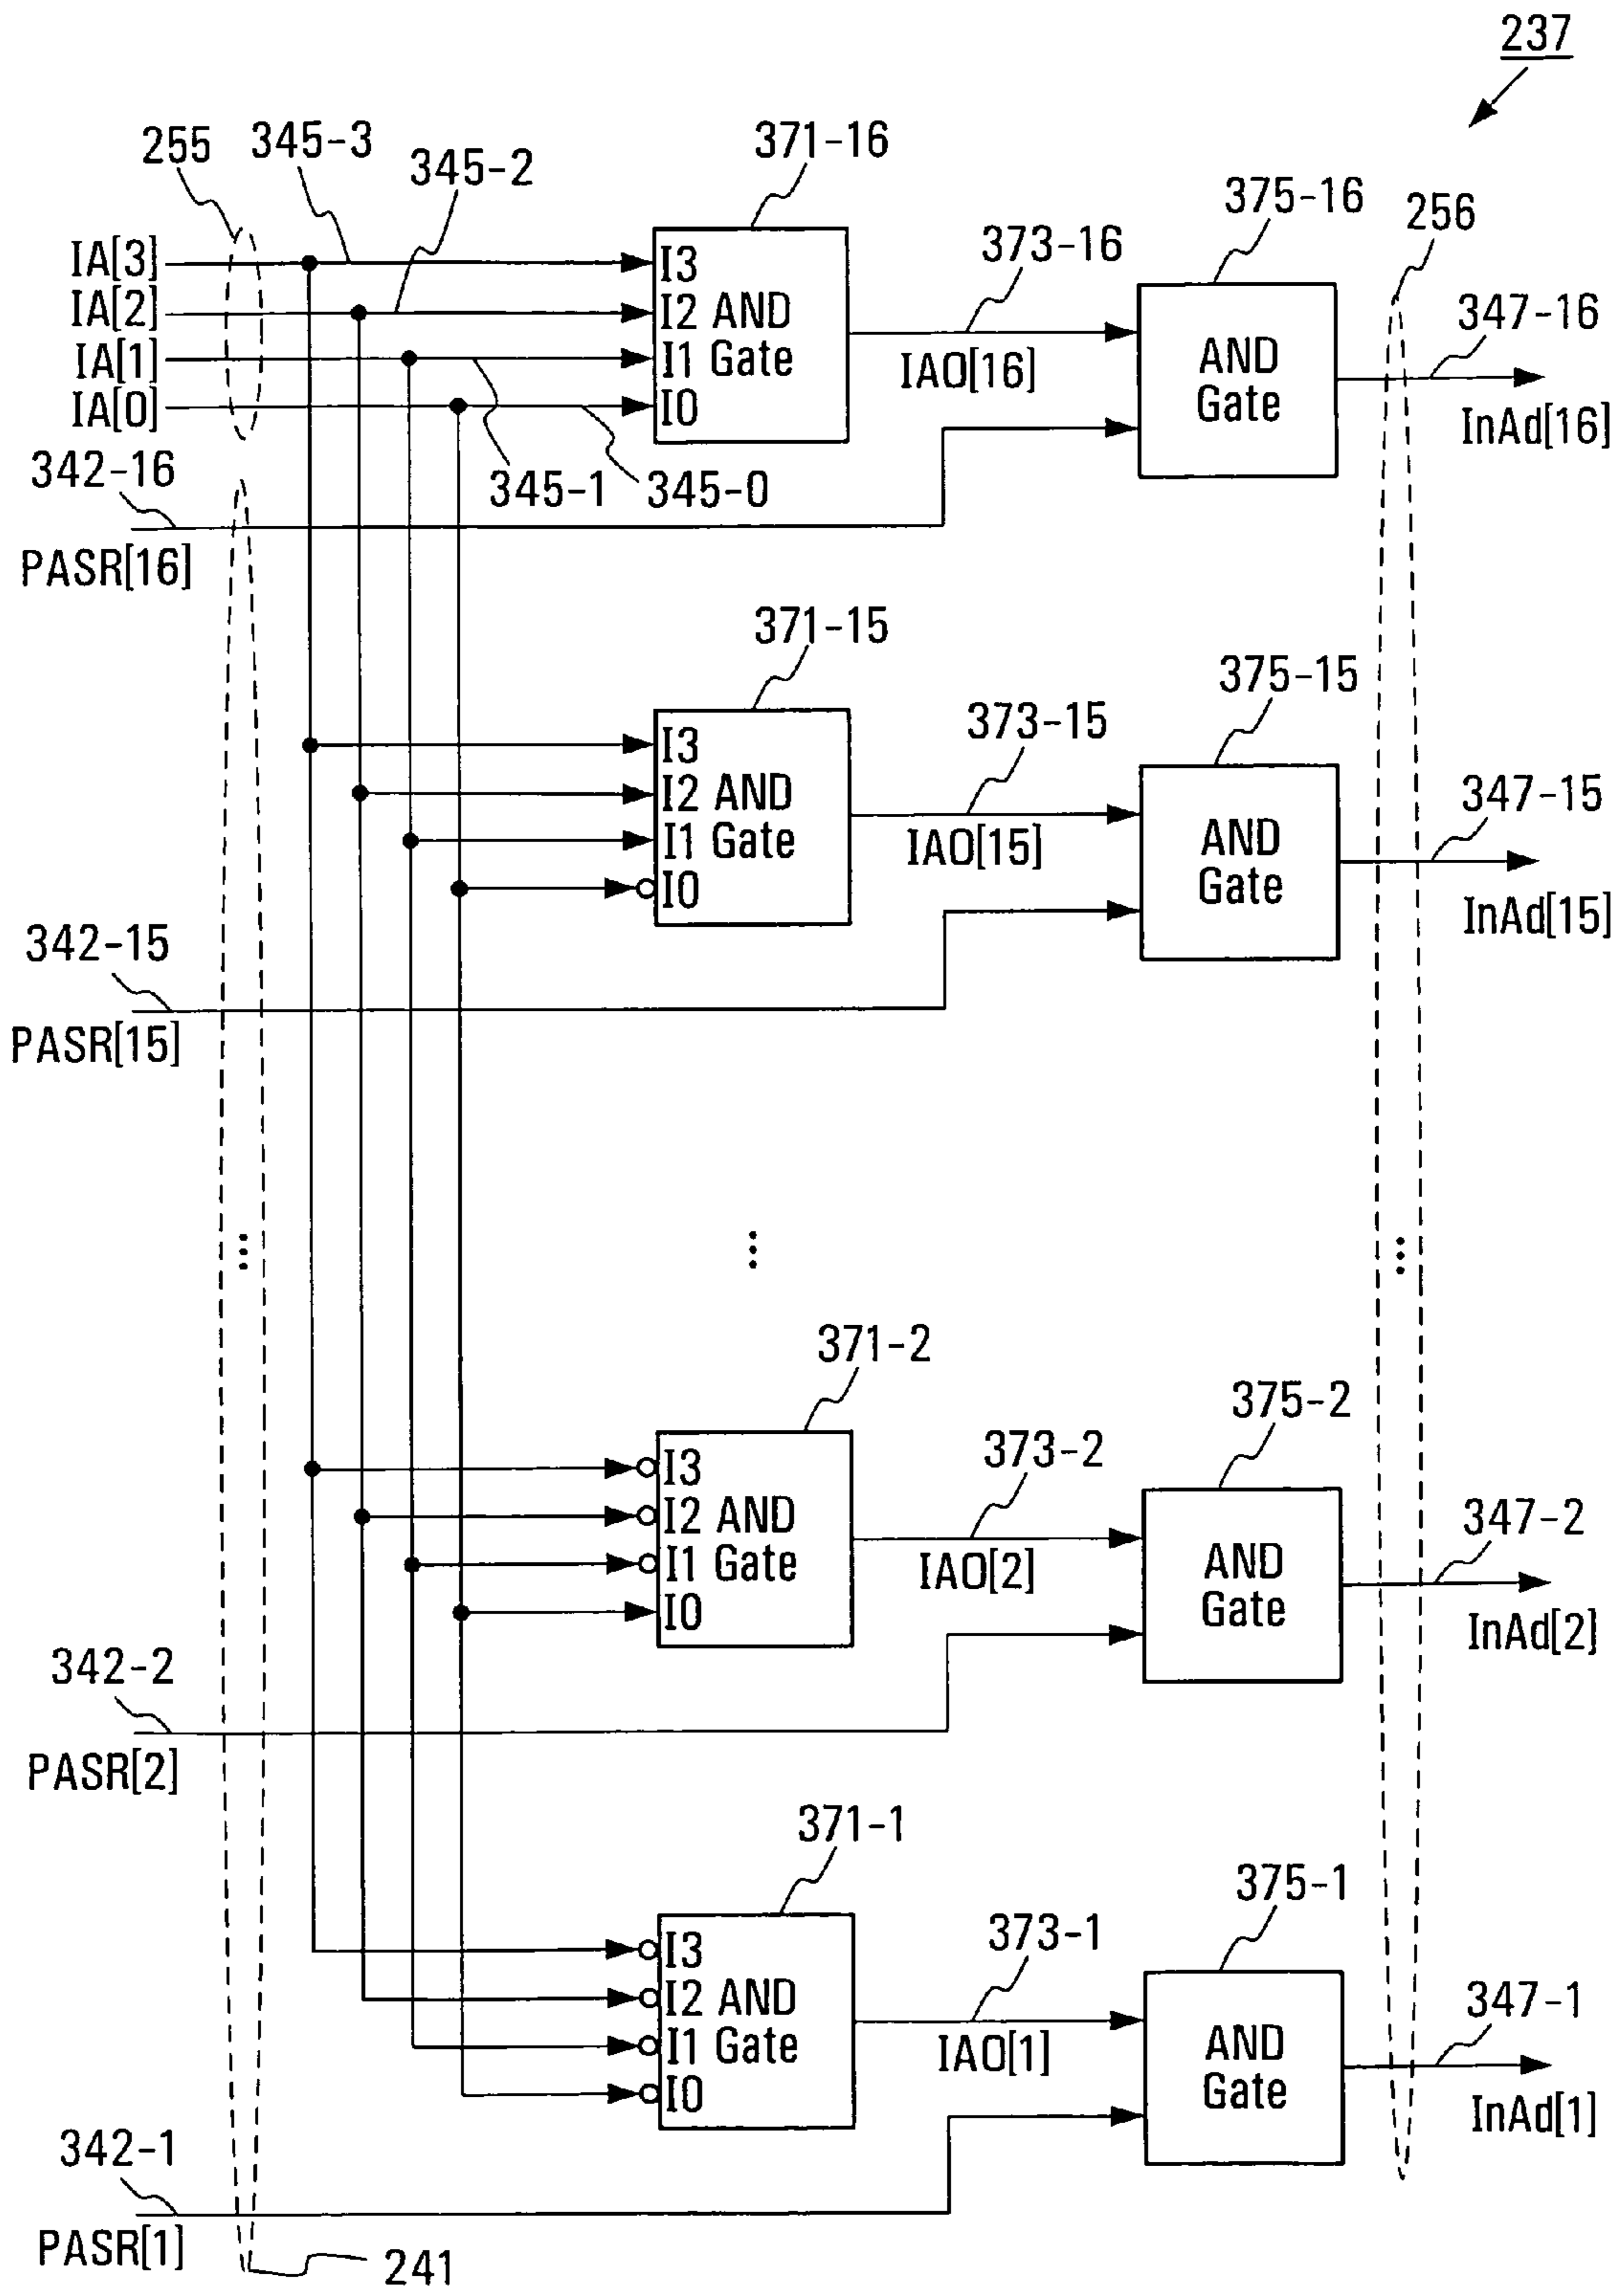 237
255
345-3
345-2
371-16
375-16
256
373-16
347-16
IA[3]
IA[2]
IA[1]
IA[0]
I3
I2 AND
I1 Gate
I0
IAO[16]
AND
Gate
InAd[16]
342-16
345-1
345-0
PASR[16]
371-15
375-15
373-15
347-15
I3
I2 AND
I1 Gate
I0
IAO[15]
AND
Gate
InAd[15]
342-15
PASR[15]
...
...
...
371-2
375-2
373-2
347-2
I3
I2 AND
I1 Gate
I0
IAO[2]
AND
Gate
InAd[2]
342-2
PASR[2]
371-1
375-1
373-1
347-1
I3
I2 AND
I1 Gate
I0
IAO[1]
AND
Gate
InAd[1]
342-1
PASR[1]
241